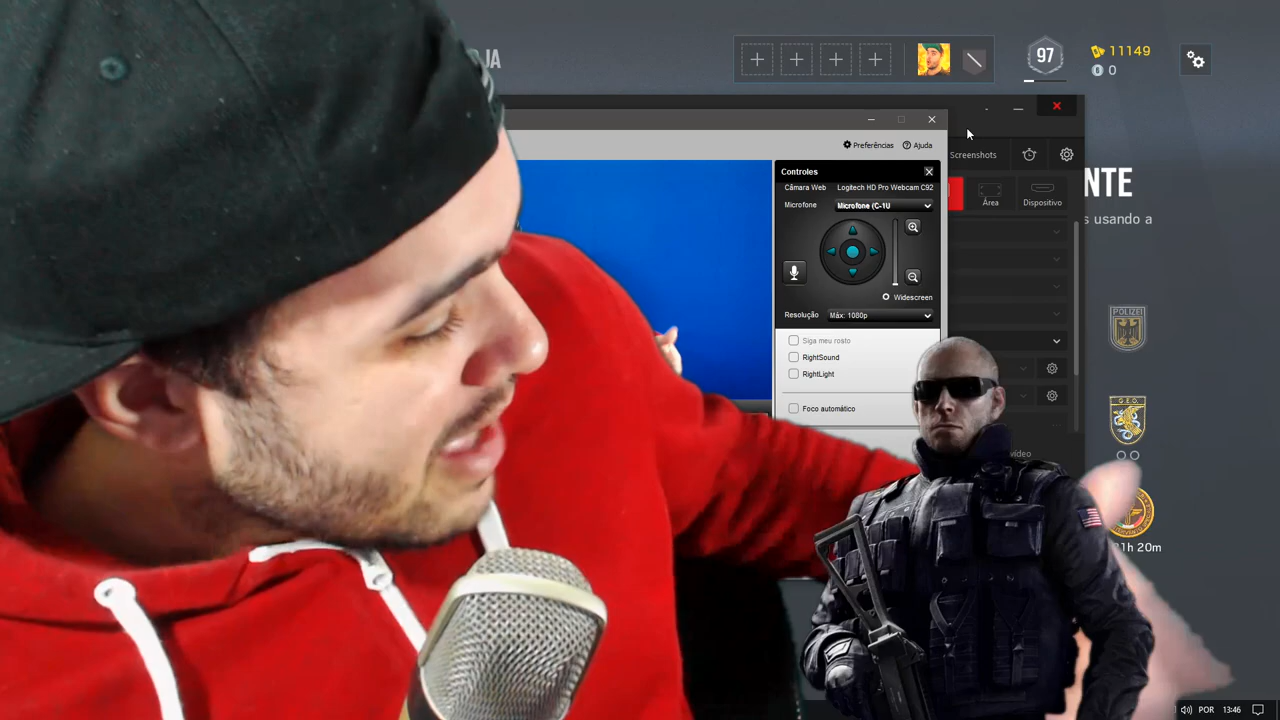 JA
97
11149
0
Preferências
Ajuda
Screenshots
Controles
Câmara Web
Logitech HD Pro Webcam C92
Microfone
Microfone (C-1U
Área
Dispositivo
NTE
s usando a
Widescreen
Resolução
Máx: 1080p
Siga meu rosto
RightSound
RightLight
Foco automático
POLIZEI
G.E.O.
vídeo
1h 20m
POR
13:46